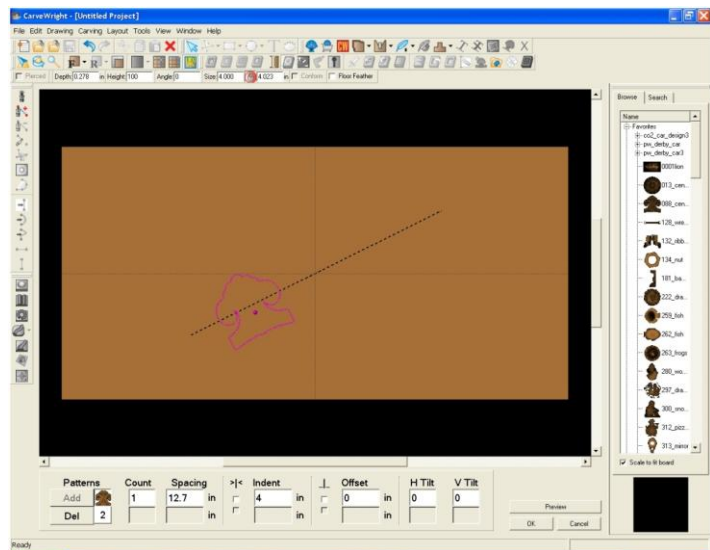 CarveWright - [Untitled Project]
File Edit Drawing Carving Layout Tools View Window Help
Pierced Depth: 0.278 in Height 100 Angle 0 Size: 4.000 4.023 in Conform Floor Feather
Browse Search
Name
Favorites
co2_car_design3
pw_derby_car
pw_derby_car3
0001lion
013_cen...
088_cen...
128_wes...
132_ribb...
134_nut
181_ba...
222_dra...
259_fish
262_fish
263_frogs
280_wo...
297_dra...
300_sno...
312_pizz...
313_mirror
Scale to fit board
Patterns Count Spacing >|< Indent Offset H Tilt V Tilt
Add 1 12.7 in 4 in 0 in 0 0
Del 2 in in in
Preview
OK Cancel
Ready